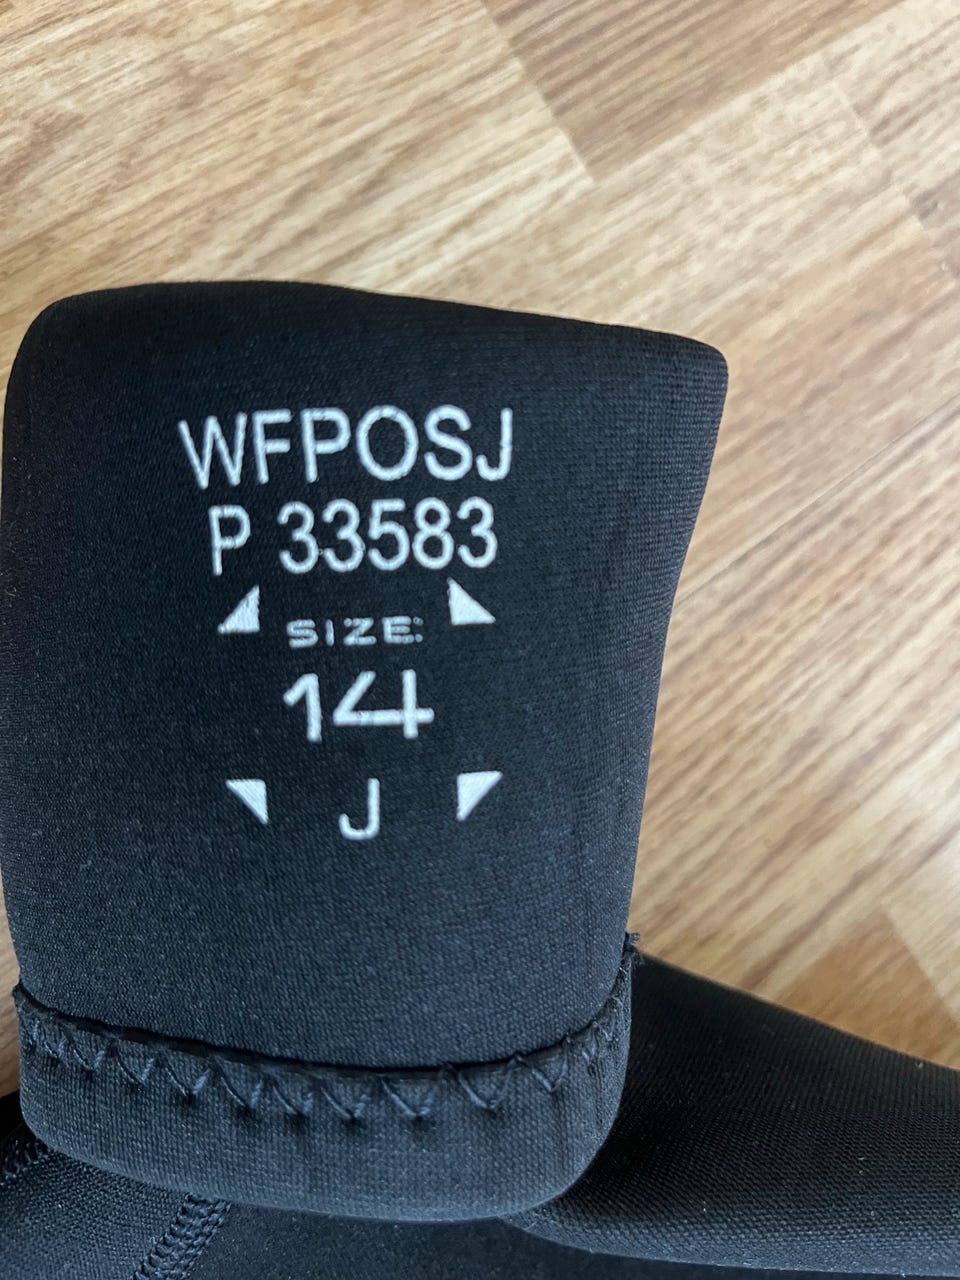 WFPOSJ
P 33583
SIZE:
14
J